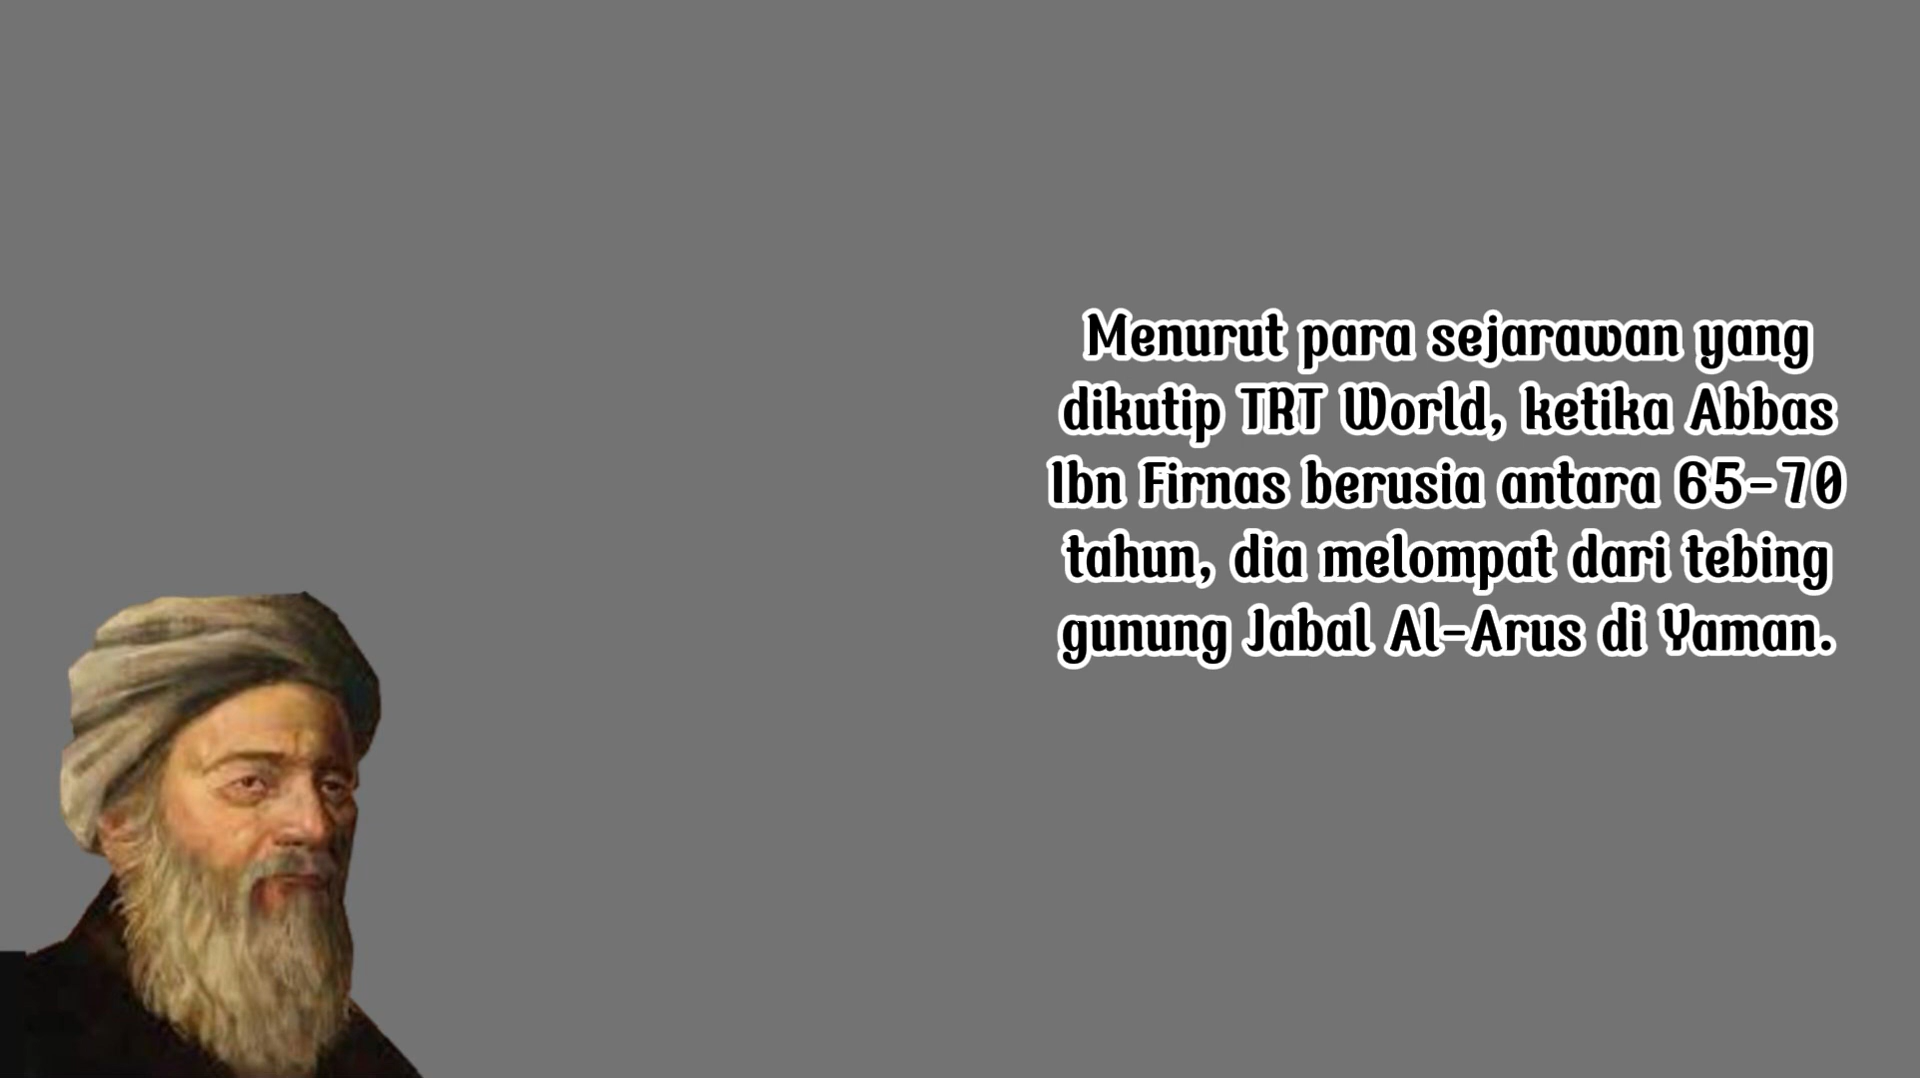 Menurut para sejarawan yang
dikutip TRT World, ketika Abbas
Ibn Firnas berusia antara 65-70
tahun, dia melompat dari tebing
gunung Jabal Al-Arus di Yaman.